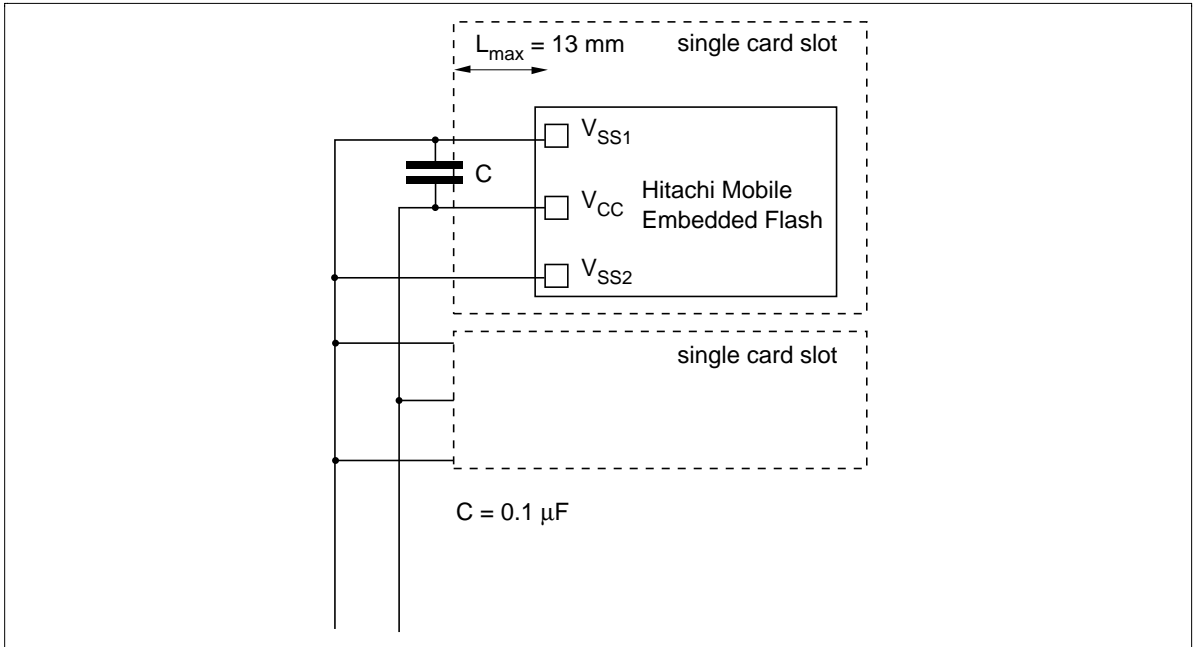 L_max = 13 mm
single card slot
V_SS1
C
V_CC
Hitachi Mobile
Embedded Flash
V_SS2
single card slot
C = 0.1 μF